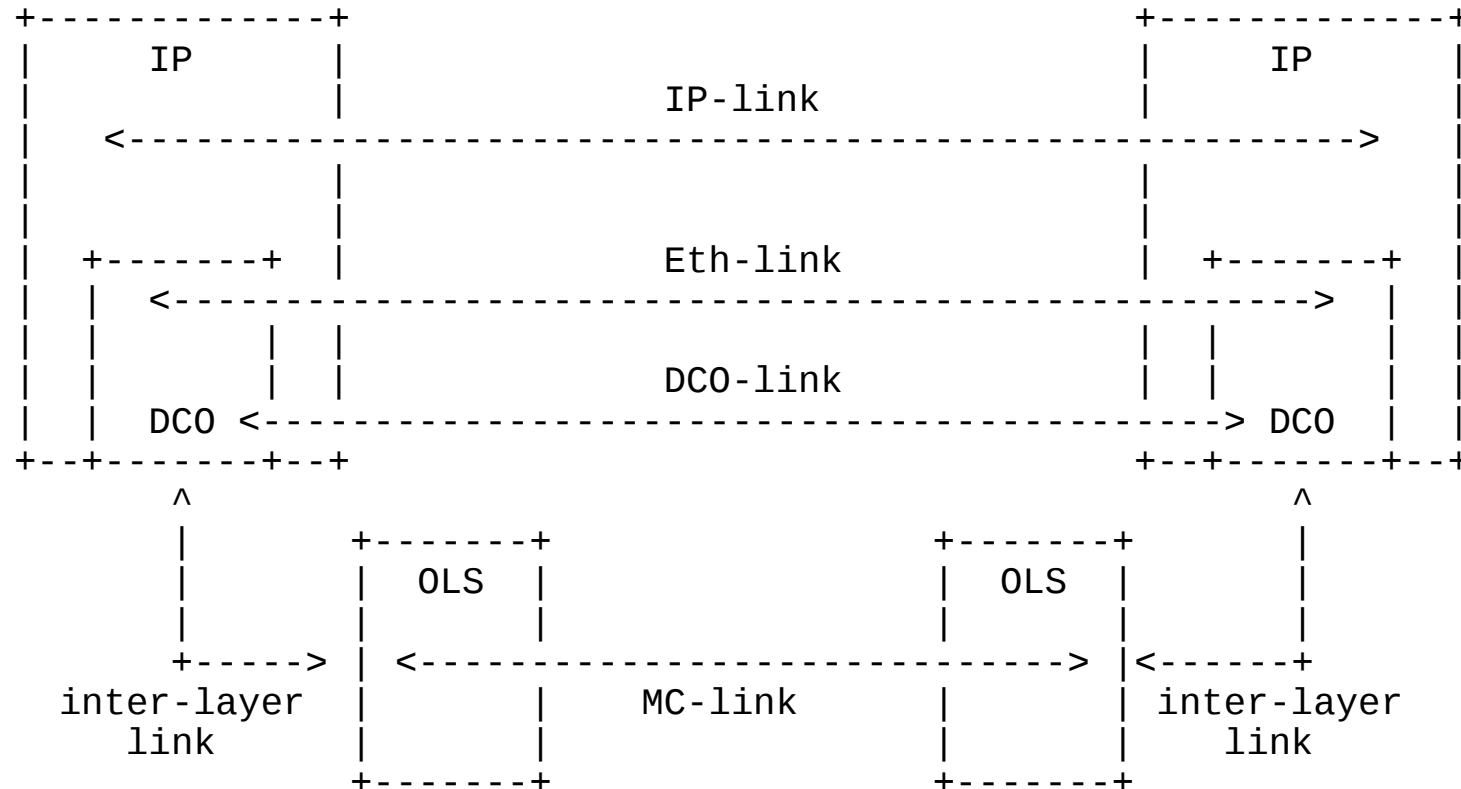 IP IP
IP-link
Eth-link
DCO-link
DCO DCO
OLS OLS
inter-layer MC-link inter-layer
link link